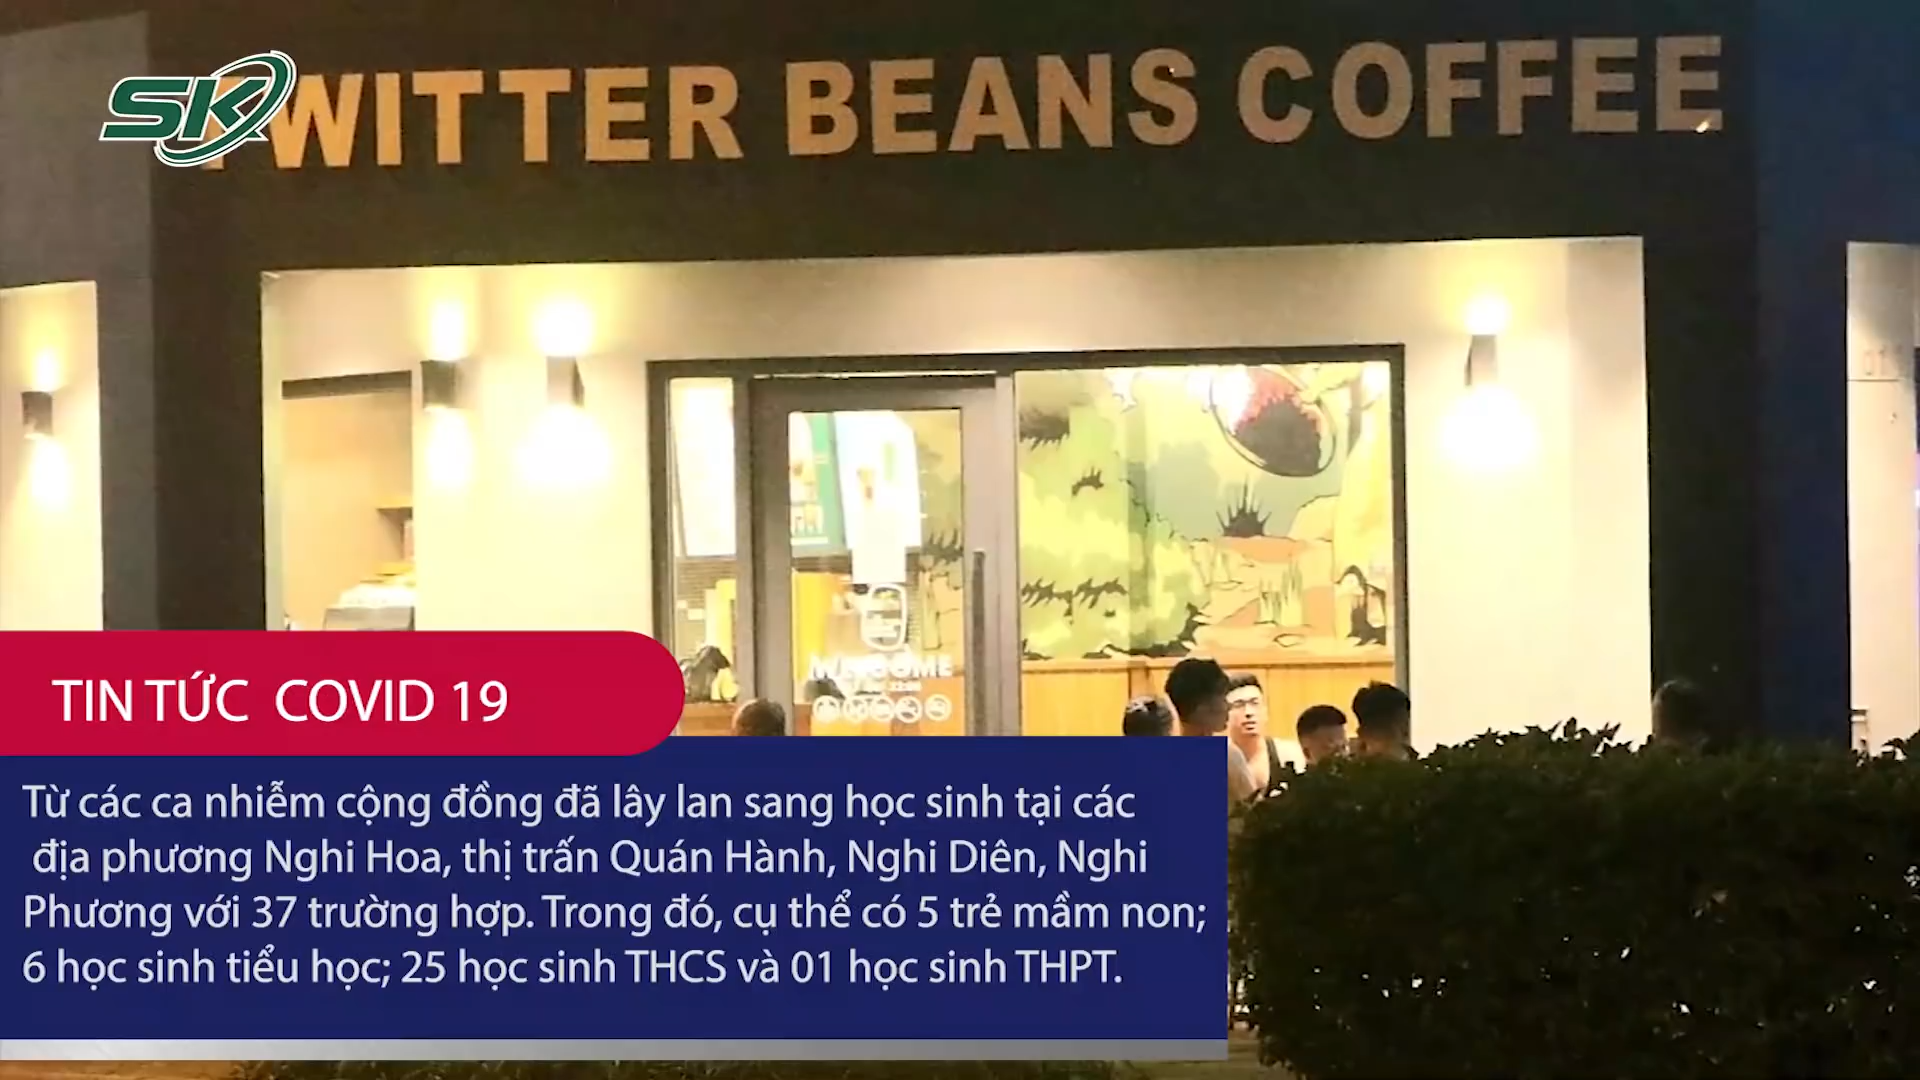 SK
TWITTER BEANS COFFEE
WELCOME
TIN TỨC COVID 19
Từ các ca nhiễm cộng đồng đã lây lan sang học sinh tại các
địa phương Nghi Hoa, thị trấn Quán Hành, Nghi Diên, Nghi
Phương với 37 trường hợp. Trong đó, cụ thể có 5 trẻ mầm non;
6 học sinh tiểu học; 25 học sinh THCS và 01 học sinh THPT.